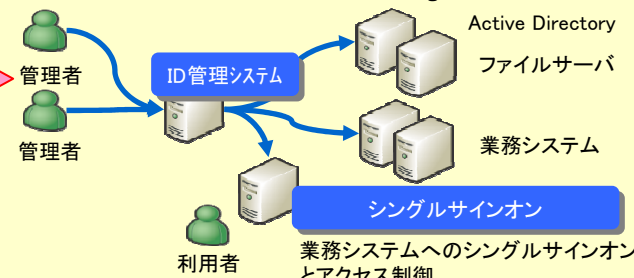 Active Directory
ファイルサーバ
管理者
ID管理システム
管理者
業務システム
シングルサインオン
利用者
業務システムへのシングルサインオン
とアクセス制御